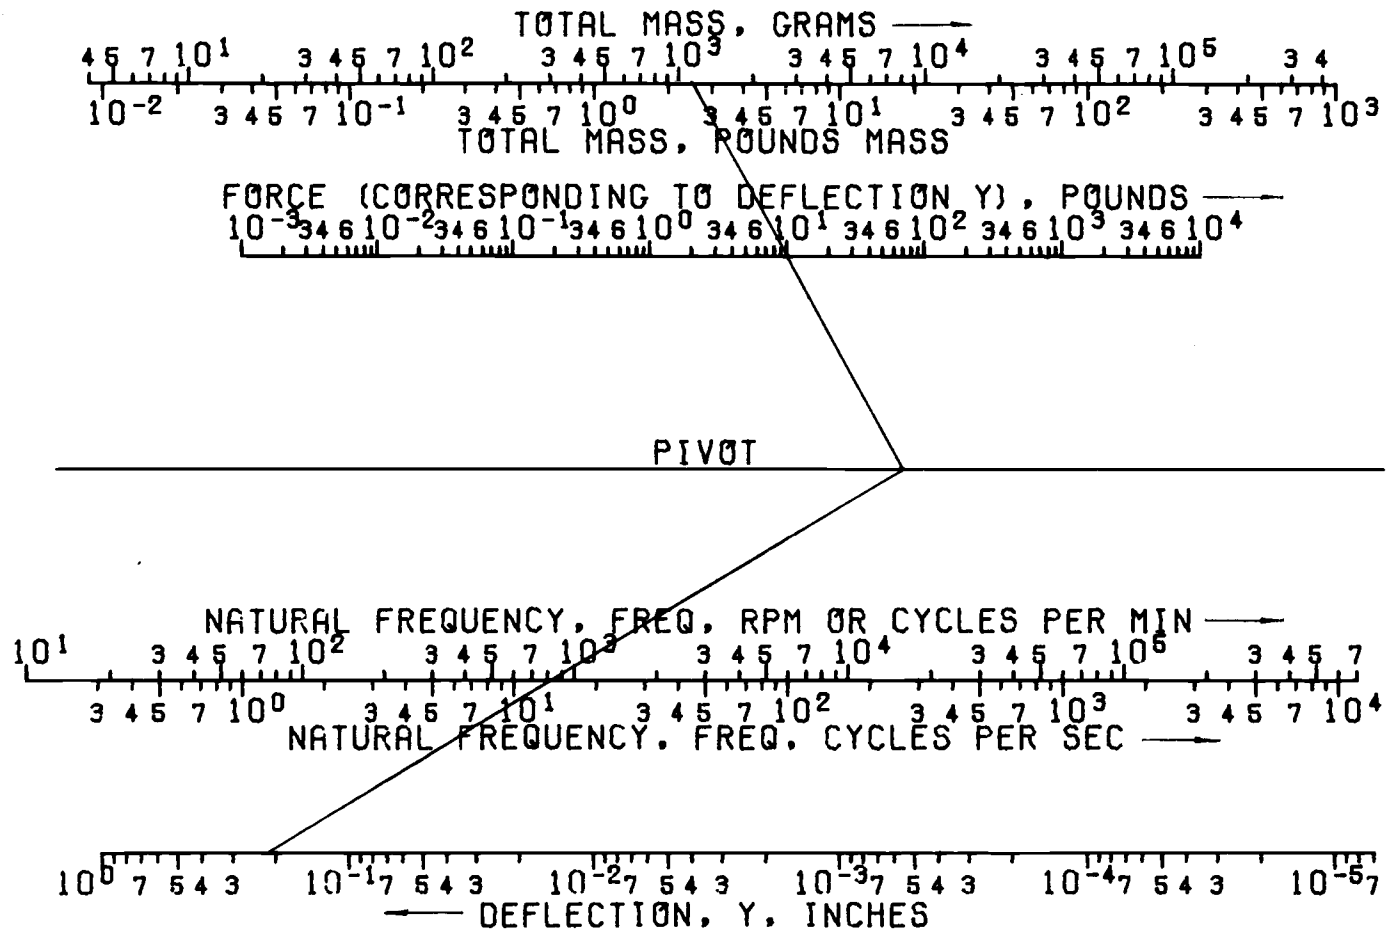 TOTAL MASS, GRAMS
4 5 7 10¹ 3 4 5 7 10² 3 4 5 7 10³ 3 4 5 7 10⁴ 3 4 5 7 10⁵ 3 4
10⁻² 3 4 5 7 10⁻¹ 3 4 5 7 10⁰ 3 4 5 7 10¹ 3 4 5 7 10² 3 4 5 7 10³
TOTAL MASS, POUNDS MASS
FORCE (CORRESPONDING TO DEFLECTION Y), POUNDS
10⁻³ 3 4 6 10⁻² 3 4 6 10⁻¹ 3 4 6 10⁰ 3 4 6 10¹ 3 4 6 10² 3 4 6 10³ 3 4 6 10⁴
PIVOT
NATURAL FREQUENCY, FREQ, RPM OR CYCLES PER MIN
10¹ 3 4 5 7 10² 3 4 5 7 10³ 3 4 5 7 10⁴ 3 4 5 7 10⁵ 3 4 5 7
3 4 5 7 10⁰ 3 4 5 7 10¹ 3 4 5 7 10² 3 4 5 7 10³ 3 4 5 7 10⁴
NATURAL FREQUENCY, FREQ, CYCLES PER SEC
10⁰ 7 5 4 3 10⁻¹ 7 5 4 3 10⁻² 7 5 4 3 10⁻³ 7 5 4 3 10⁻⁴ 7 5 4 3 10⁻⁵ 7
DEFLECTION, Y, INCHES